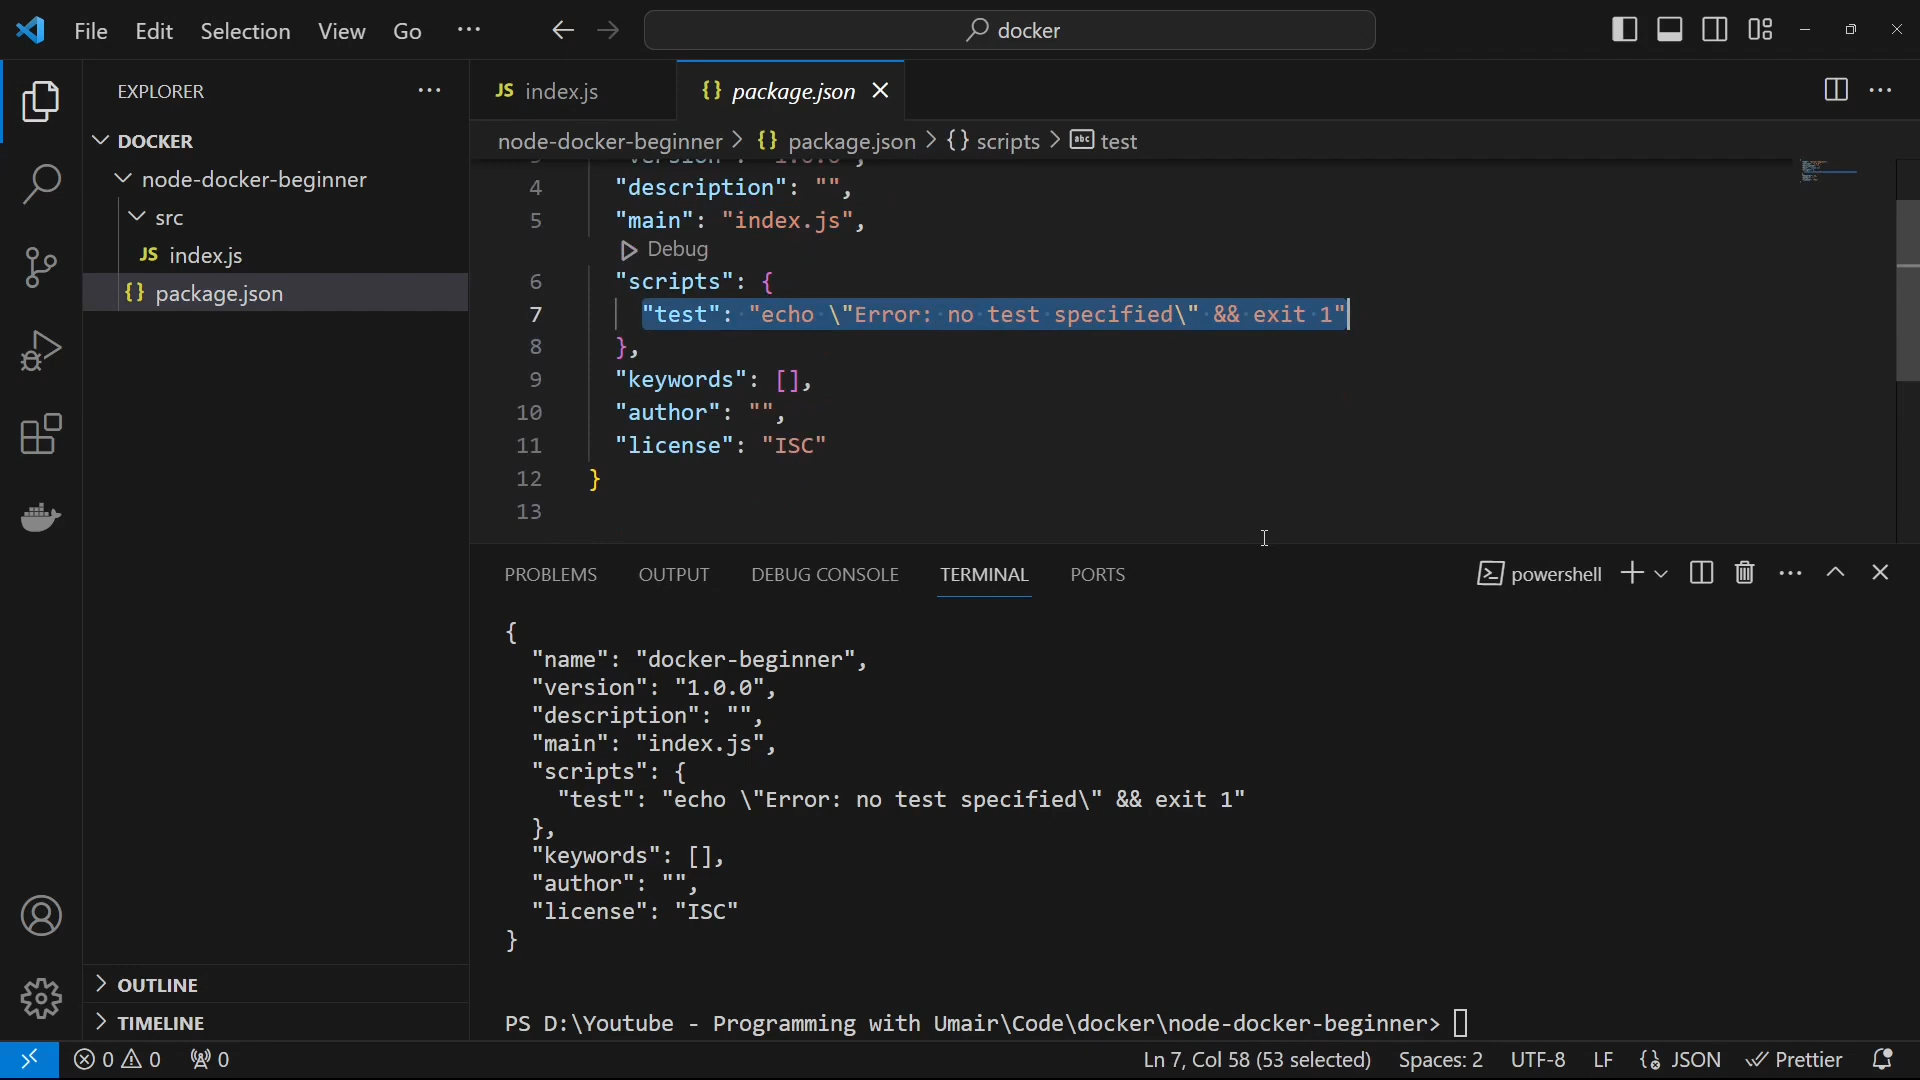 File Edit Selection View Go ···
docker
EXPLORER ···
DOCKER
node-docker-beginner
src
JS index.js
{} package.json
OUTLINE
TIMELINE
JS index.js
{} package.json
node-docker-beginner > {} package.json > {} scripts > abc test
3 "version": "1.0.0",
4 "description": "",
5 "main": "index.js",
Debug
6 "scripts": {
7 "test": "echo \"Error: no test specified\" && exit 1"
8 },
9 "keywords": [],
10 "author": "",
11 "license": "ISC"
12 }
13
PROBLEMS OUTPUT DEBUG CONSOLE TERMINAL PORTS
powershell
{
"name": "docker-beginner",
"version": "1.0.0",
"description": "",
"main": "index.js",
"scripts": {
"test": "echo \"Error: no test specified\" && exit 1"
},
"keywords": [],
"author": "",
"license": "ISC"
}
PS D:\Youtube - Programming with Umair\Code\docker\node-docker-beginner>
0 0 0
Ln 7, Col 58 (53 selected) Spaces: 2 UTF-8 LF JSON Prettier